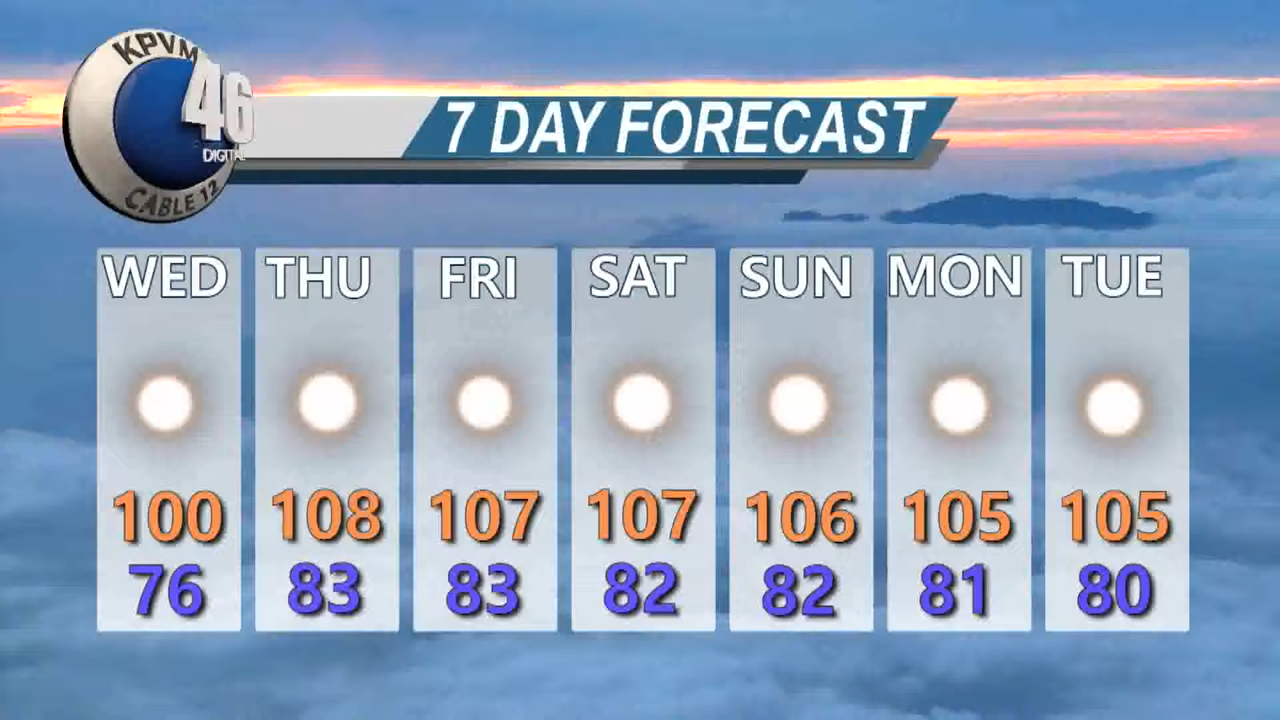 KPVM
46
DIGITAL
CABLE 12
7 DAY FORECAST
WED THU FRI SAT SUN MON TUE
100 108 107 107 106 105 105
76 83 83 82 82 81 80